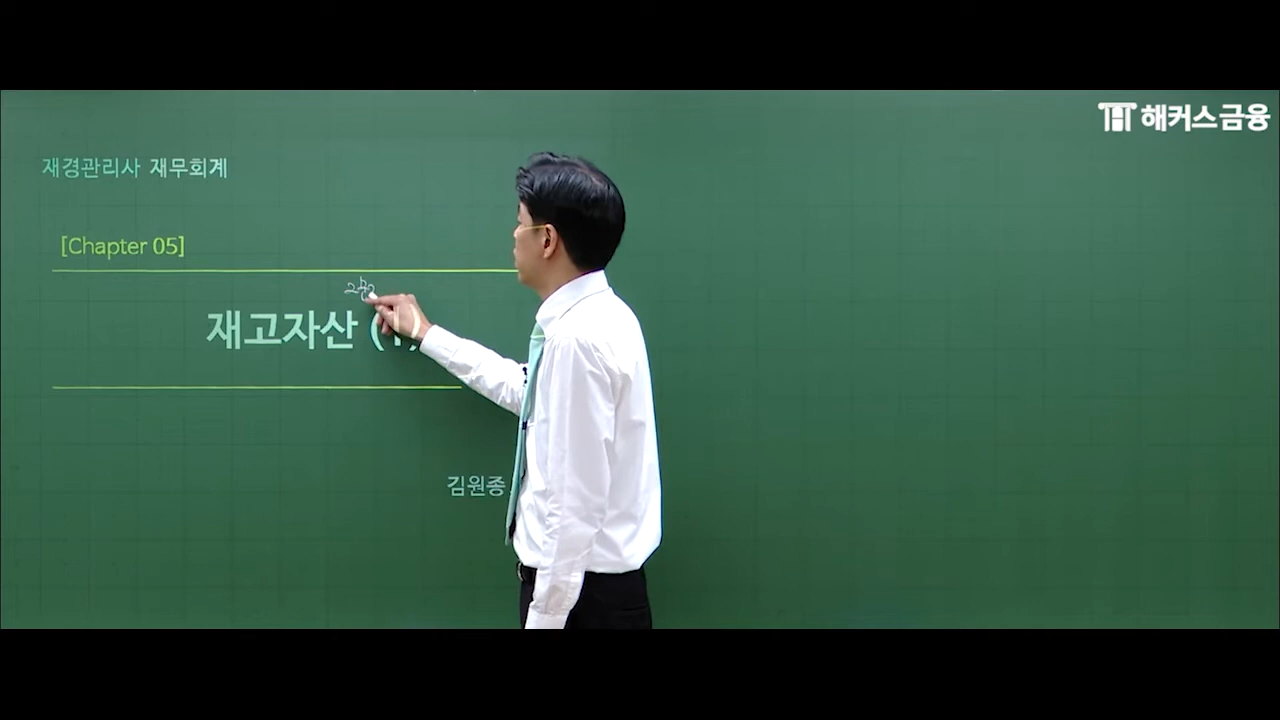 해커스금융
재경관리사 재무회계
[Chapter 05]
재고자산 (1)
김원종